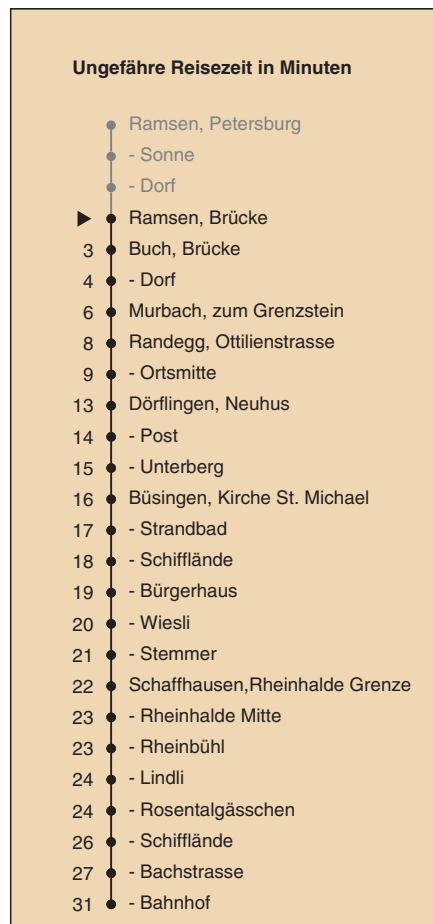 Ungefähre Reisezeit in Minuten
Ramsen, Petersburg
- Sonne
- Dorf
Ramsen, Brücke
3 Buch, Brücke
4 - Dorf
6 Murbach, zum Grenzstein
8 Randegg, Ottilienstrasse
9 - Ortsmitte
13 Dörflingen, Neuhus
14 - Post
15 - Unterberg
16 Büsingen, Kirche St. Michael
17 - Strandbad
18 - Schifflände
19 - Bürgerhaus
20 - Wiesli
21 - Stemmer
22 Schaffhausen,Rheinhalde Grenze
23 - Rheinhalde Mitte
23 - Rheinbühl
24 - Lindli
24 - Rosentalgässchen
26 - Schifflände
27 - Bachstrasse
31 - Bahnhof